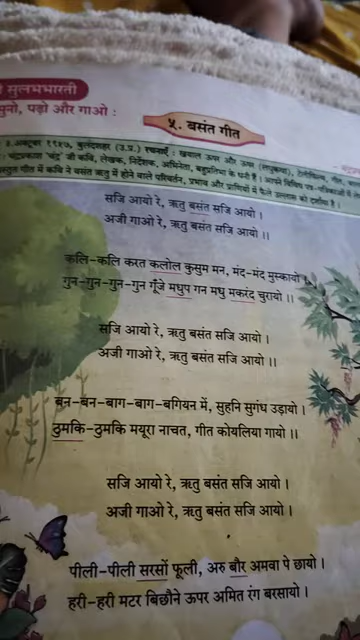 सुलभभारती
सुनो, पढ़ो और गाओ :
५. बसंत गीत
सजि आयो रे, ऋतु बसंत सजि आयो ।
अजी गाओ रे, ऋतु बसंत सजि आयो ।।
कलि-कलि करत कलोल कुसुम मन, मंद-मंद मुस्कायो ।
गुन-गुन-गुन-गुन गूँजे मधुप गन मधु मकरंद चुरायो ।।
सजि आयो रे, ऋतु बसंत सजि आयो ।
अजी गाओ रे, ऋतु बसंत सजि आयो ।।
बन-बन-बाग-बाग-बगियन में, सुहनि सुगंध उड़ायो ।
ठुमकि-ठुमकि मयूरा नाचत, गीत कोयलिया गायो ।।
सजि आयो रे, ऋतु बसंत सजि आयो ।
अजी गाओ रे, ऋतु बसंत सजि आयो ।
पीली-पीली सरसों फूली, अरु बौर अमवा पे छायो ।
हरी-हरी मटर बिछौने ऊपर अमित रंग बरसायो ।